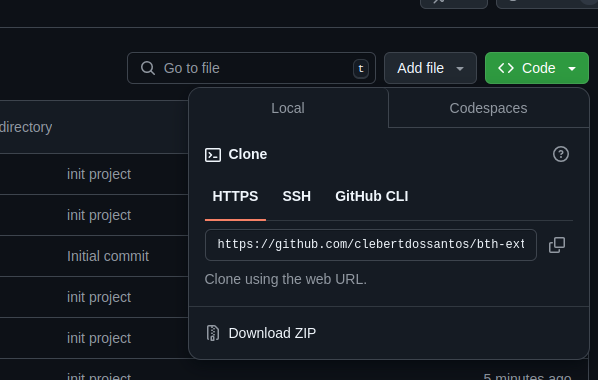 Go to file
t
Add file
Code
Local
Codespaces
directory
Clone
init project
HTTPS
SSH
GitHub CLI
init project
https://github.com/clebertdossantos/bth-ext
Initial commit
Clone using the web URL.
init project
Download ZIP
init project
init project
5 minutes ago